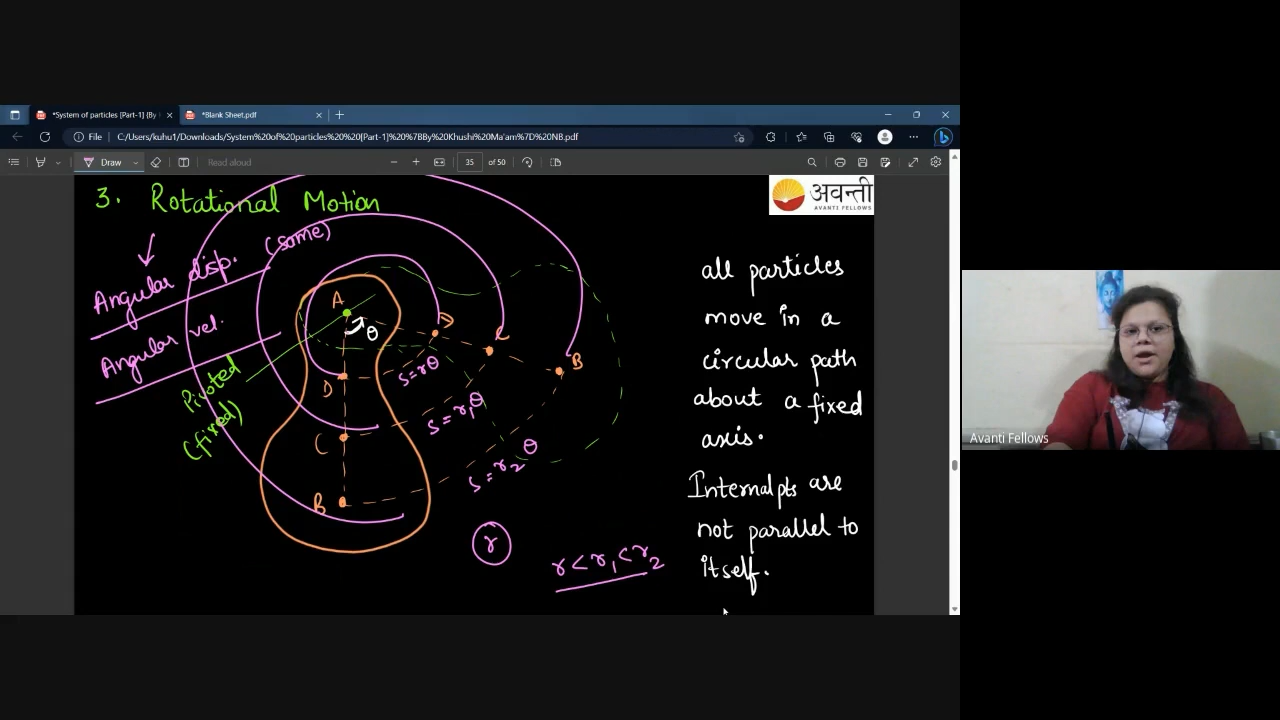 *System of particles [Part-1] (By
*Blank Sheet.pdf
File
C:/Users/kuhu1/Downloads/System%20of%20particles%20%20[Part-1]%20%7BBy%20Khushi%20Ma'am%7D%20NB.pdf
Draw
Read aloud
35
of 50
3. Rotational Motion
अवन्ती
AVANTI FELLOWS
Angular disp. (same)
Angular vel.
Pivoted
(fixed)
A
θ
D
C
B
D
C
B
s=rθ
s=r₁θ
s=r₂θ
r
r<r₁<r₂
all particles
move in a
circular path
about a fixed
axis.
Internal pts are
not parallel to
itself.
Avanti Fellows